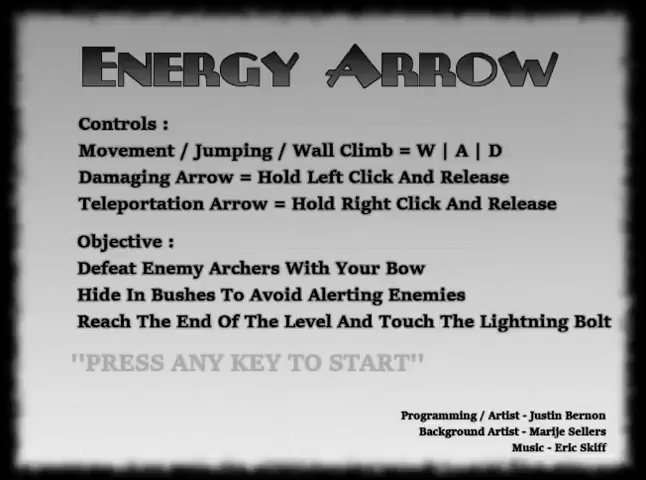 ENERGY ARROW
Controls :
Movement / Jumping / Wall Climb = W | A | D
Damaging Arrow = Hold Left Click And Release
Teleportation Arrow = Hold Right Click And Release
Objective :
Defeat Enemy Archers With Your Bow
Hide In Bushes To Avoid Alerting Enemies
Reach The End Of The Level And Touch The Lightning Bolt
"PRESS ANY KEY TO START"
Programming / Artist - Justin Bernon
Background Artist - Marije Sellers
Music - Eric Skiff